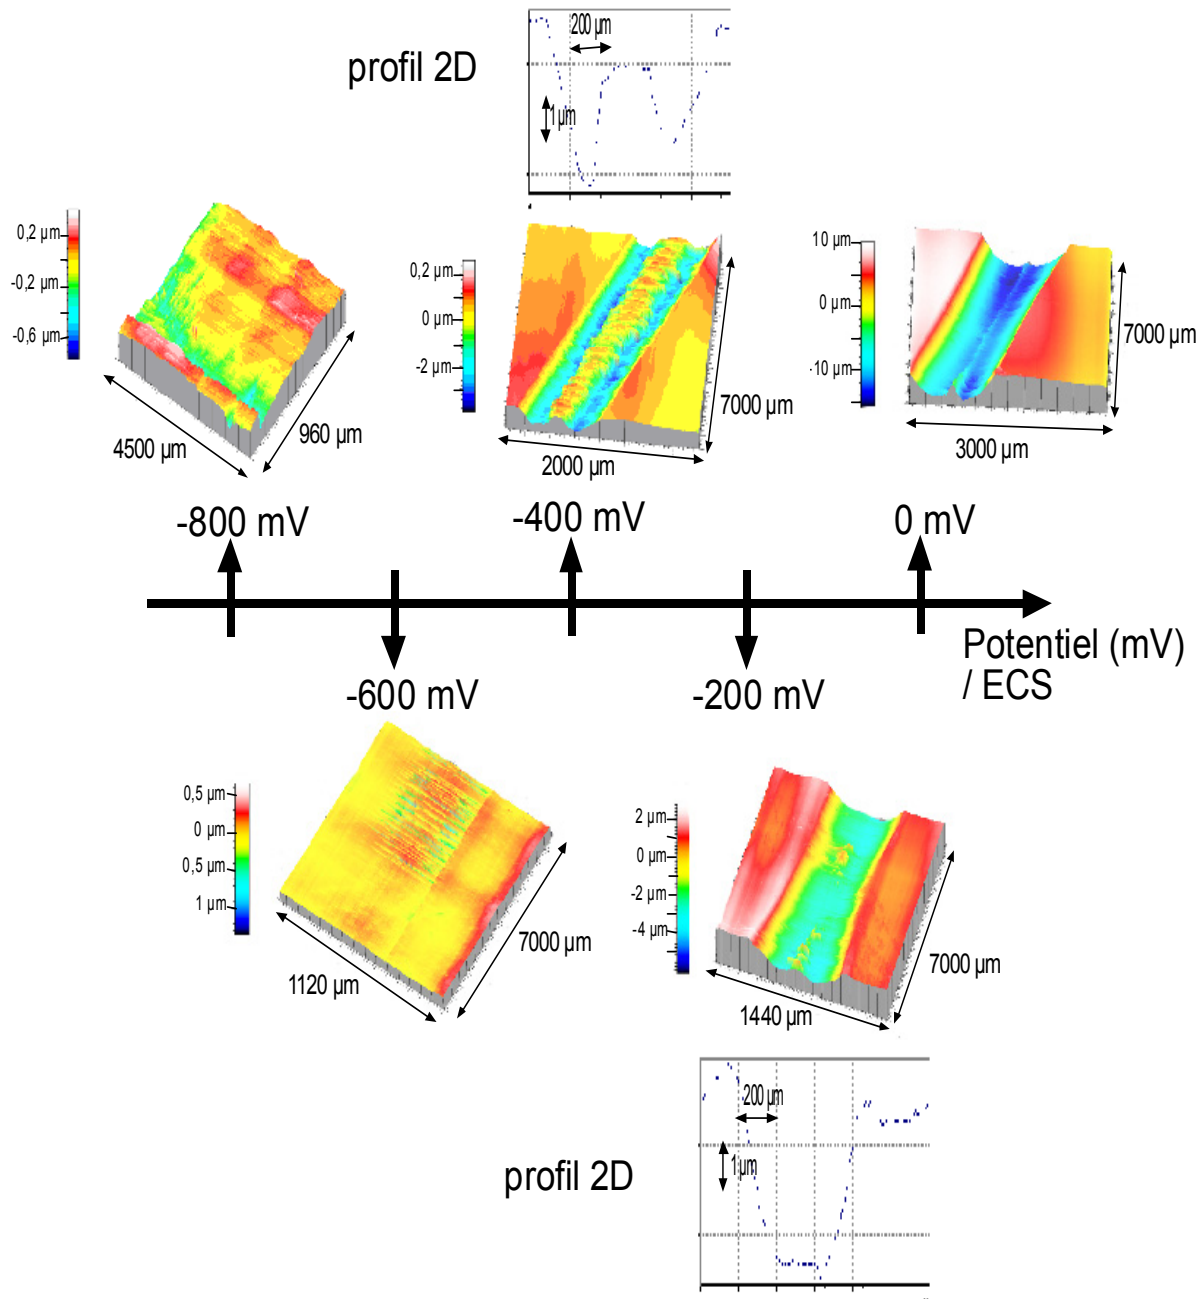 200 µm
profil 2D
1 µm
0,2 µm
-0,2 µm
-0,6 µm
4500 µm
960 µm
0,2 µm
0 µm
-2 µm
2000 µm
7000 µm
10 µm
0 µm
-10 µm
3000 µm
7000 µm
-800 mV
-400 mV
0 mV
Potentiel (mV)
/ ECS
-600 mV
-200 mV
0,5 µm
0 µm
0,5 µm
1 µm
1120 µm
7000 µm
2 µm
0 µm
-2 µm
-4 µm
1440 µm
7000 µm
200 µm
1 µm
profil 2D